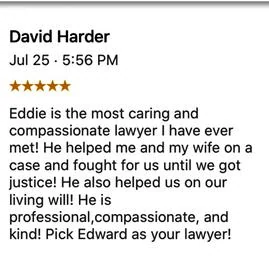 David Harder
Jul 25 · 5:56 PM
★★★★★
Eddie is the most caring and
compassionate lawyer I have ever
met! He helped me and my wife on a
case and fought for us until we got
justice! He also helped us on our
living will! He is
professional,compassionate, and
kind! Pick Edward as your lawyer!